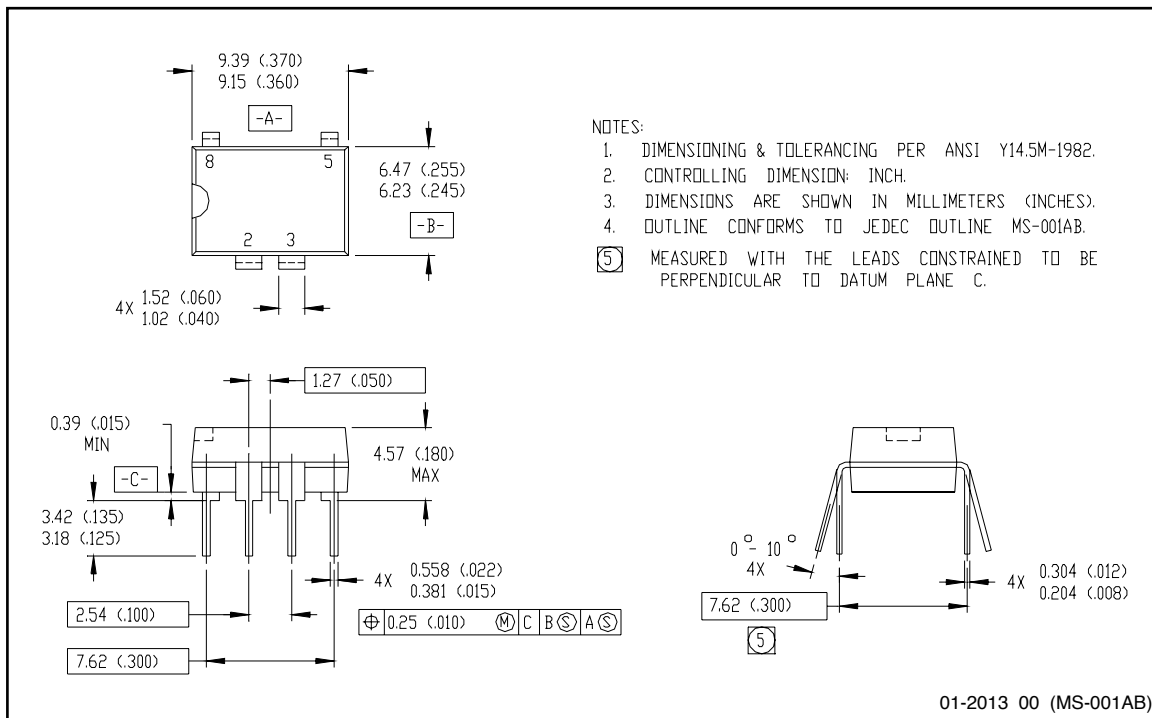 9.39 (.370)
9.15 (.360)
-A-
8
5
6.47 (.255)
6.23 (.245)
-B-
2
3
4X 1.52 (.060)
1.02 (.040)
NOTES:
1. DIMENSIONING & TOLERANCING PER ANSI Y14.5M-1982.
2. CONTROLLING DIMENSION: INCH.
3. DIMENSIONS ARE SHOWN IN MILLIMETERS (INCHES).
4. OUTLINE CONFORMS TO JEDEC OUTLINE MS-001AB.
5 MEASURED WITH THE LEADS CONSTRAINED TO BE
PERPENDICULAR TO DATUM PLANE C.
1.27 (.050)
0.39 (.015)
MIN
4.57 (.180)
MAX
-C-
3.42 (.135)
3.18 (.125)
4X 0.558 (.022)
0.381 (.015)
2.54 (.100)
⌖ 0.25 (.010) Ⓜ C BⓈ AⓈ
7.62 (.300)
0° - 10°
4X
4X 0.304 (.012)
0.204 (.008)
7.62 (.300)
5
01-2013 00 (MS-001AB)